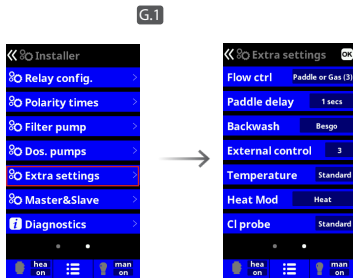 G.1
Installer
Relay config.
Polarity times
Filter pump
Dos. pumps
Extra settings
Master&Slave
Diagnostics
hea
on
man
on
Extra settings OK
Flow ctrl Paddle or Gas (3)
Paddle delay 1 secs
Backwash Besgo
External control 3
Temperature Standard
Heat Mod Heat
Cl probe Standard
hea
on
man
on